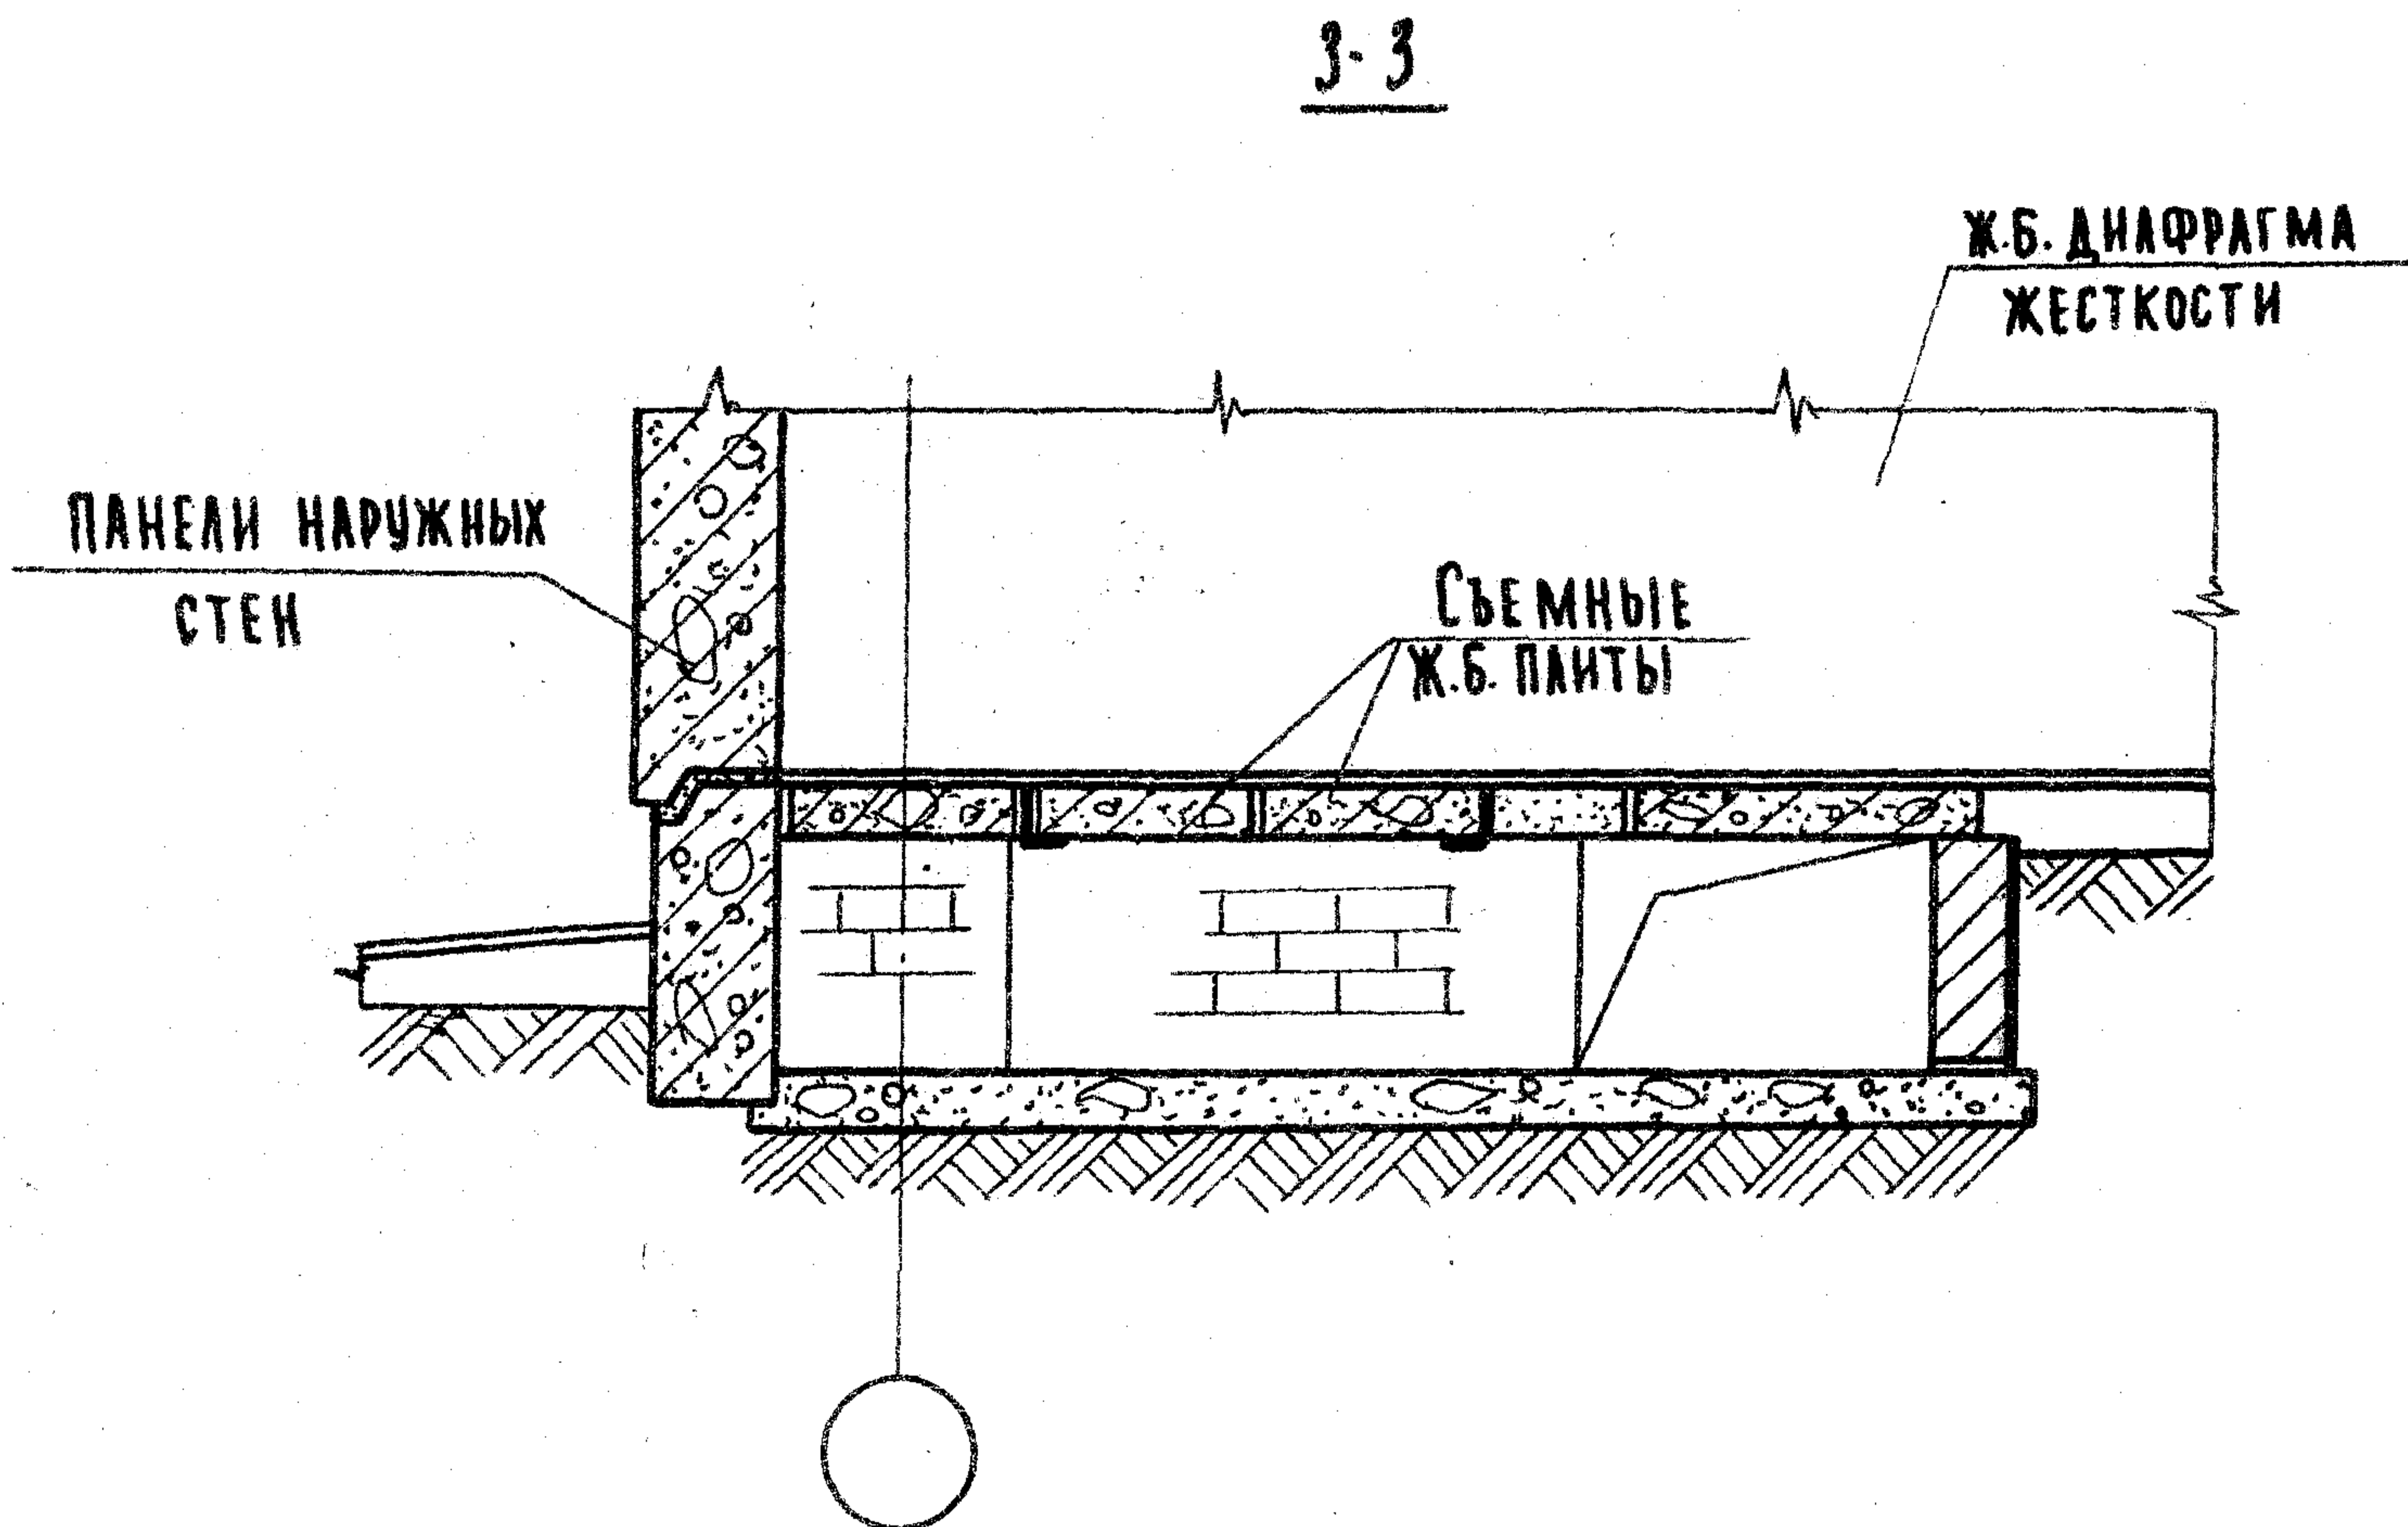 3-3
Ж.Б. ДИАФРАГМА
ЖЕСТКОСТИ
ПАНЕЛИ НАРУЖНЫХ
СТЕН
СЪЕМНЫЕ
Ж.Б. ПЛИТЫ